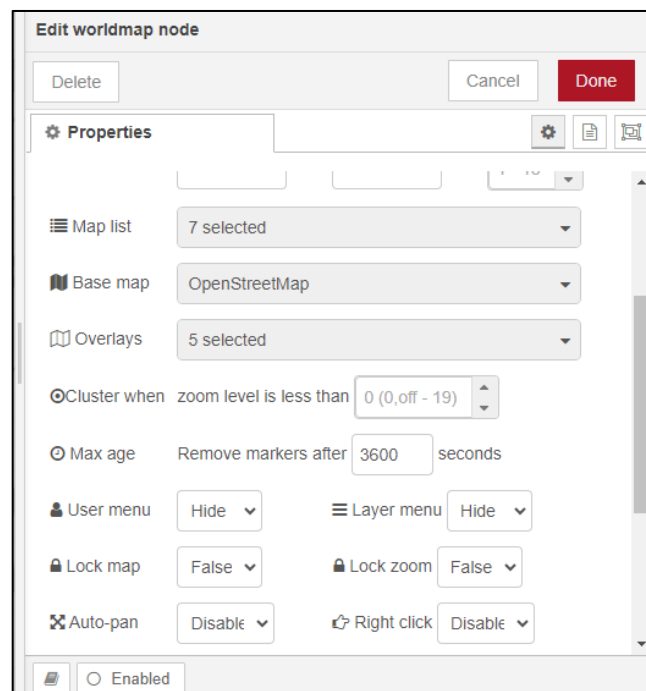 Edit worldmap node
Delete Cancel Done
Properties
Map list 7 selected
Base map OpenStreetMap
Overlays 5 selected
Cluster when zoom level is less than 0 (0,off - 19)
Max age Remove markers after 3600 seconds
User menu Hide Layer menu Hide
Lock map False Lock zoom False
Auto-pan Disable Right click Disable
Enabled